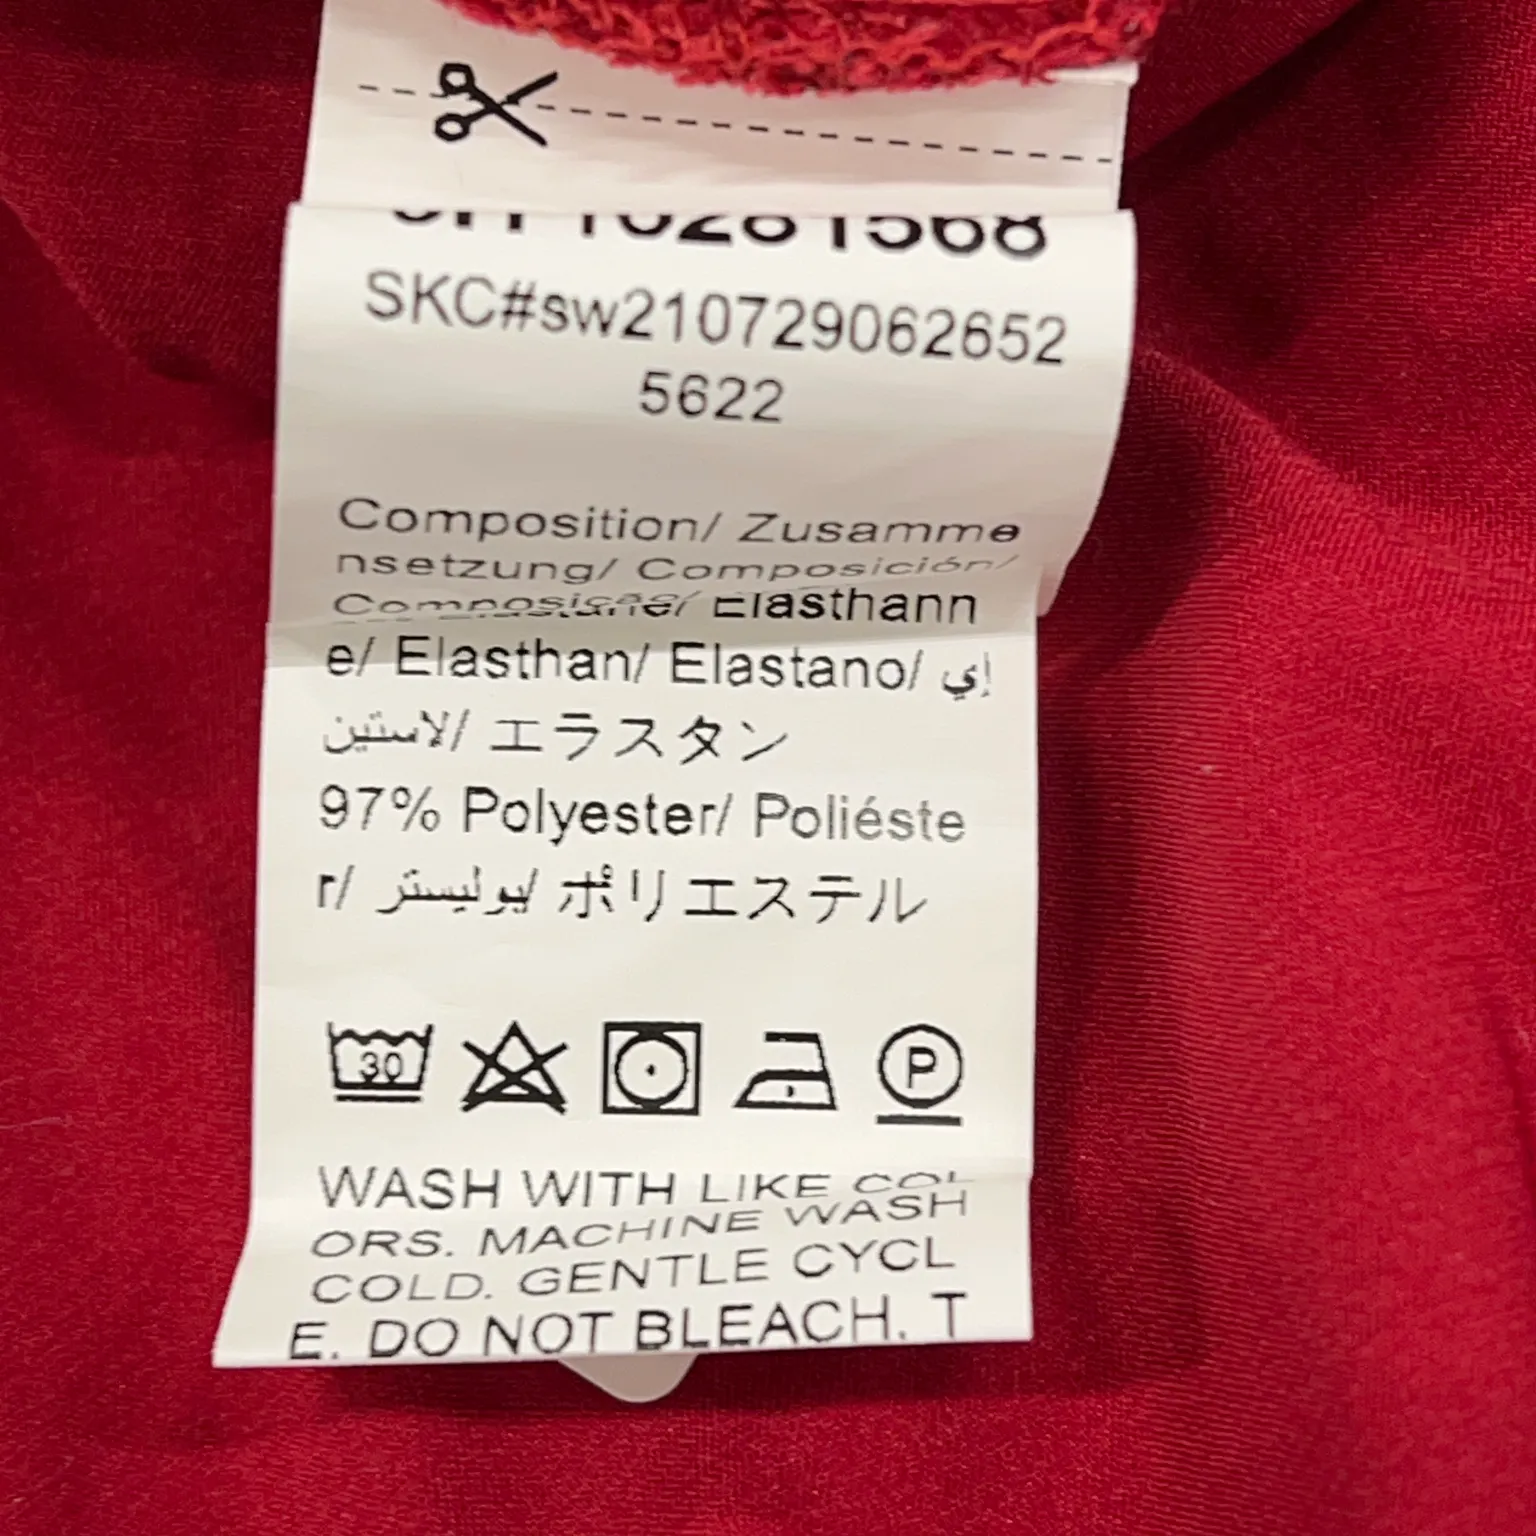 SKC#sw210729062652
5622
Composition/ Zusamme
nsetzung/ Composición/
Elasthann
e/ Elasthan/ Elastano/ إي
لاستين/ エラスタン
97% Polyester/ Poliéste
r/ بوليستر/ ポリエステル
30
P
WASH WITH LIKE COL
ORS. MACHINE WASH
COLD. GENTLE CYCL
E. DO NOT BLEACH. T